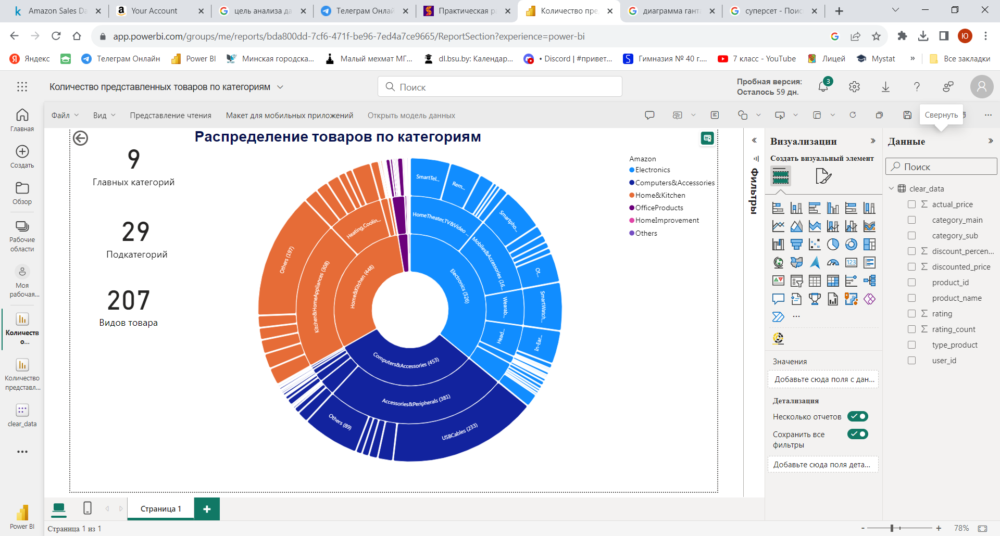 Amazon Sales Da
Your Account
цель анализа да
Телеграм Онлай
Практическая ра
Количество пре
диаграмма гант
суперсет - Поис
app.powerbi.com/groups/me/reports/bda800dd-7cf6-471f-be96-7ed4a7ce9665/ReportSection?experience=power-bi
Ю
Яндекс
Телеграм Онлайн
Power BI
Минская городска...
Малый мехмат МГ...
dl.bsu.by: Календар...
• Discord | #привет...
Гимназия № 40 г....
7 класс - YouTube
Лицей
Mystat
»
Все закладки
Количество представленных товаров по категориям
Поиск
Пробная версия:
Осталось 59 дн.
3
Файл
Вид
Представление чтения
Макет для мобильных приложений
Открыть модель данных
Свернуть
Главная
Создать
Обзор
Рабочие
области
Моя
рабочая...
Количеств
о...
Количество
представл...
clear_data
Power BI
Распределение товаров по категориям
9
Главных категорий
29
Подкатегорий
207
Видов товара
SmartTel...
Rem...
HomeTheater,TV&Video ...
Smartpho...
Mobiles&Accessories (16...
Ot...
Electronics (526)
Wearab...
SmartWatch...
Head...
In-Ear...
Computers&Accessories (453)
Accessories&Peripherals (381)
USBCables (233)
Others (89)
Home&Kitchen (448)
Kitchen&HomeAppliances (308)
Others (197)
Heating,Coolin...
Amazon
Electronics
Computers&Accessories
Home&Kitchen
OfficeProducts
HomeImprovement
Others
Фильтры
Визуализации
Создать визуальный элемент
123
Значения
Добавьте сюда поля с дан...
Детализация
Несколько отчетов
Сохранить все
фильтры
Добавьте сюда поля дета...
Данные
Поиск
clear_data
actual_price
category_main
category_sub
discount_percen...
discounted_price
product_id
product_name
rating
rating_count
type_product
user_id
Страница 1
Страница 1 из 1
78%